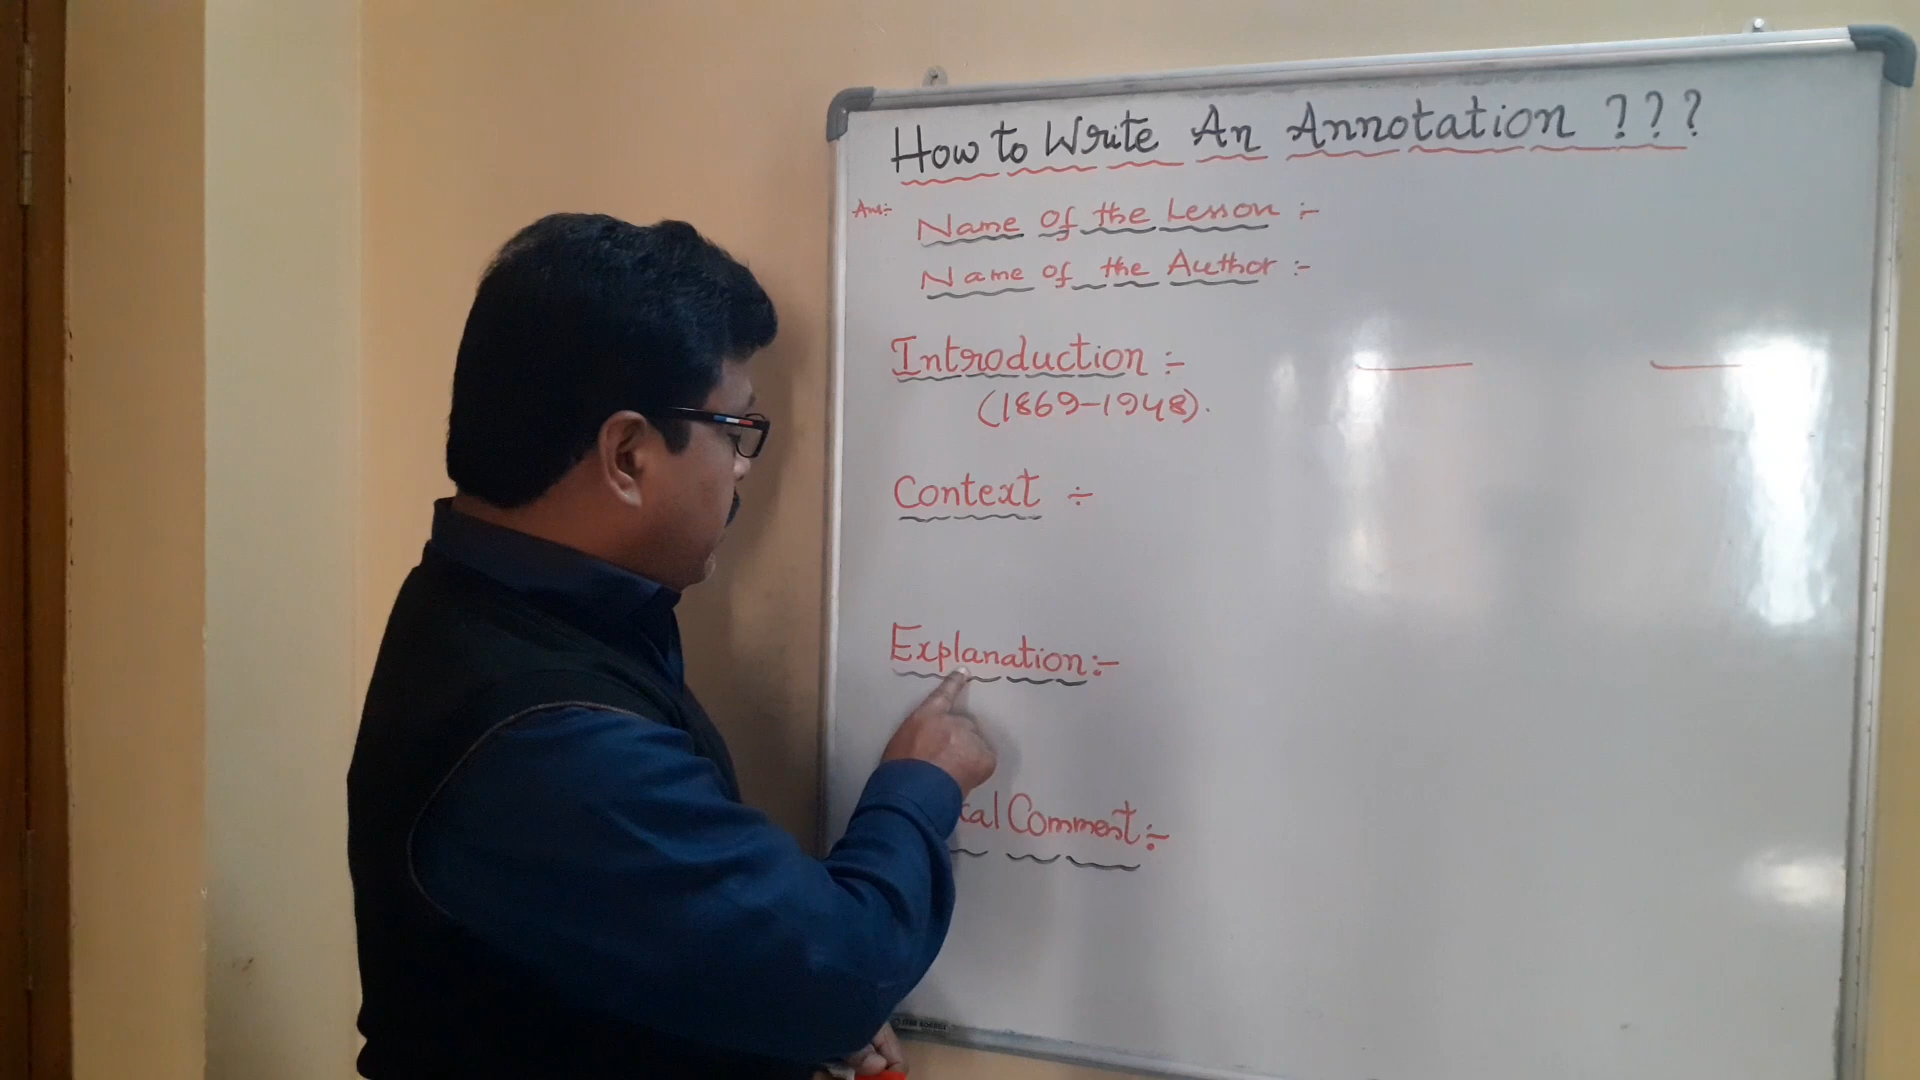 How to Write An Annotation ???
Ans:-
Name of the Lesson :-
Name of the Author :-
Introduction :-
(1869-1948).
Context :-
Explanation:-
cal Comment:-